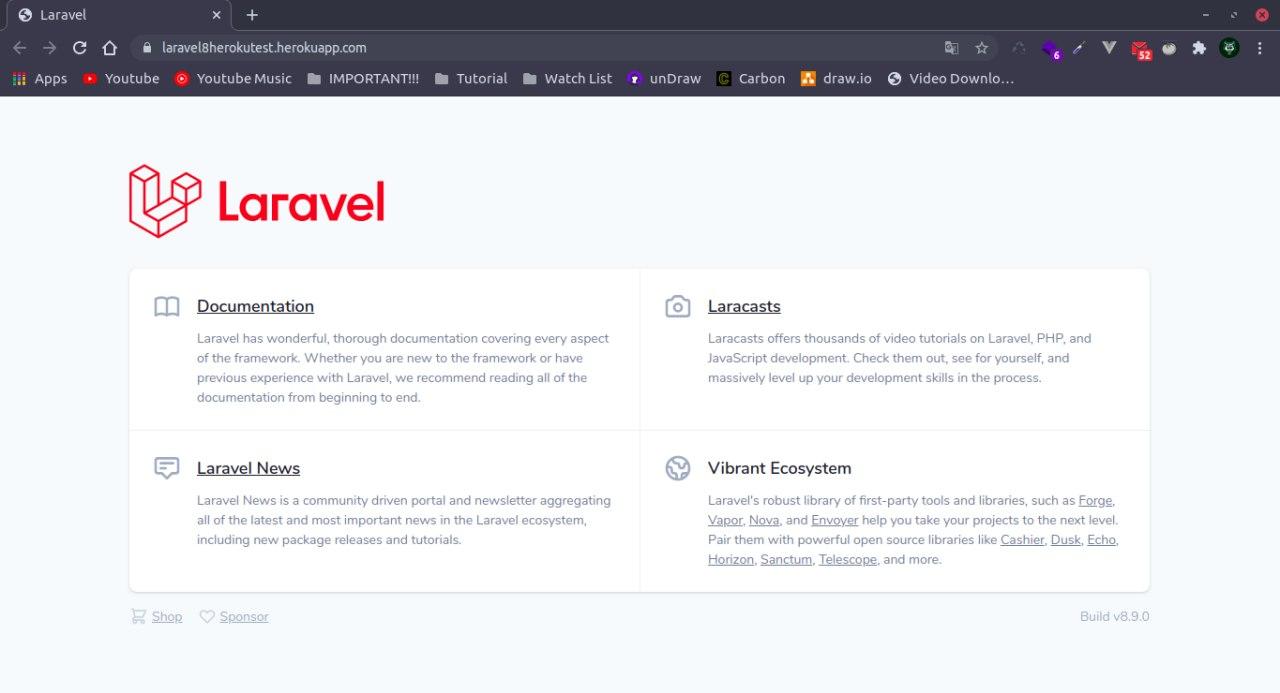 Laravel
laravel8herokutest.herokuapp.com
6
52
Apps Youtube Youtube Music IMPORTANT!!! Tutorial Watch List unDraw Carbon draw.io Video Downlo...
Laravel
Documentation
Laravel has wonderful, thorough documentation covering every aspect
of the framework. Whether you are new to the framework or have
previous experience with Laravel, we recommend reading all of the
documentation from beginning to end.
Laracasts
Laracasts offers thousands of video tutorials on Laravel, PHP, and
JavaScript development. Check them out, see for yourself, and
massively level up your development skills in the process.
Laravel News
Laravel News is a community driven portal and newsletter aggregating
all of the latest and most important news in the Laravel ecosystem,
including new package releases and tutorials.
Vibrant Ecosystem
Laravel's robust library of first-party tools and libraries, such as Forge,
Vapor, Nova, and Envoyer help you take your projects to the next level.
Pair them with powerful open source libraries like Cashier, Dusk, Echo,
Horizon, Sanctum, Telescope, and more.
Shop Sponsor
Build v8.9.0